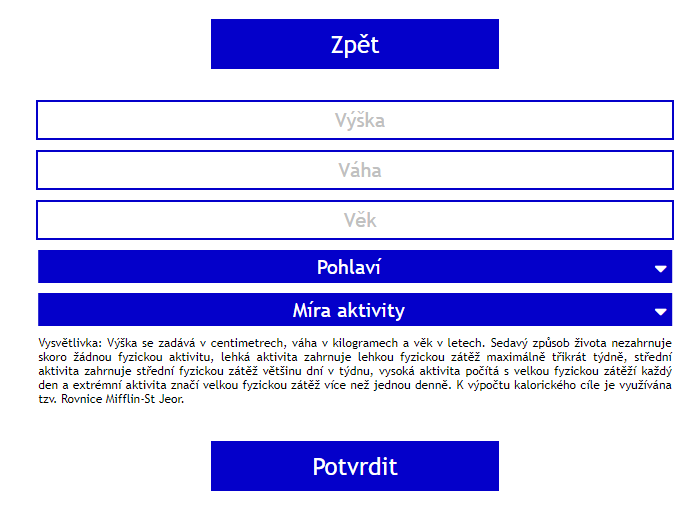 Zpět
Výška
Váha
Věk
Pohlaví
Míra aktivity
Vysvětlivka: Výška se zadává v centimetrech, váha v kilogramech a věk v letech. Sedavý způsob života nezahrnuje
skoro žádnou fyzickou aktivitu, lehká aktivita zahrnuje lehkou fyzickou zátěž maximálně třikrát týdně, střední
aktivita zahrnuje střední fyzickou zátěž většinu dní v týdnu, vysoká aktivita počítá s velkou fyzickou zátěží každý
den a extrémní aktivita značí velkou fyzickou zátěž více než jednou denně. K výpočtu kalorického cíle je využívána
tzv. Rovnice Mifflin-St Jeor.
Potvrdit